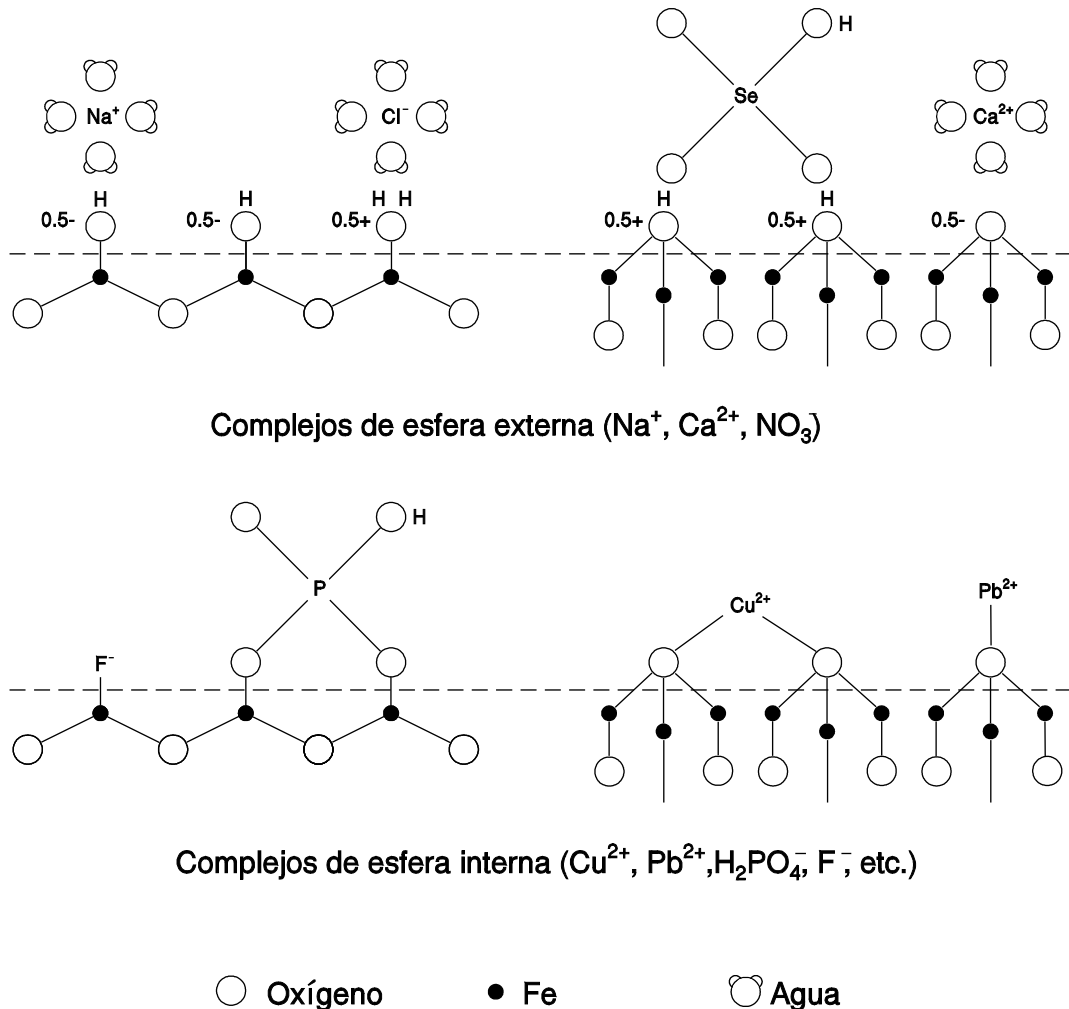 H
Se
Na⁺ Cl⁻ Ca²⁺
H H H H H H
0.5- 0.5- 0.5+ 0.5+ 0.5+ 0.5-
Complejos de esfera externa (Na⁺, Ca²⁺, NO₃⁻)
H
P
Cu²⁺ Pb²⁺
F⁻
Complejos de esfera interna (Cu²⁺, Pb²⁺,H₂PO₄⁻, F⁻, etc.)
Oxígeno Fe Agua